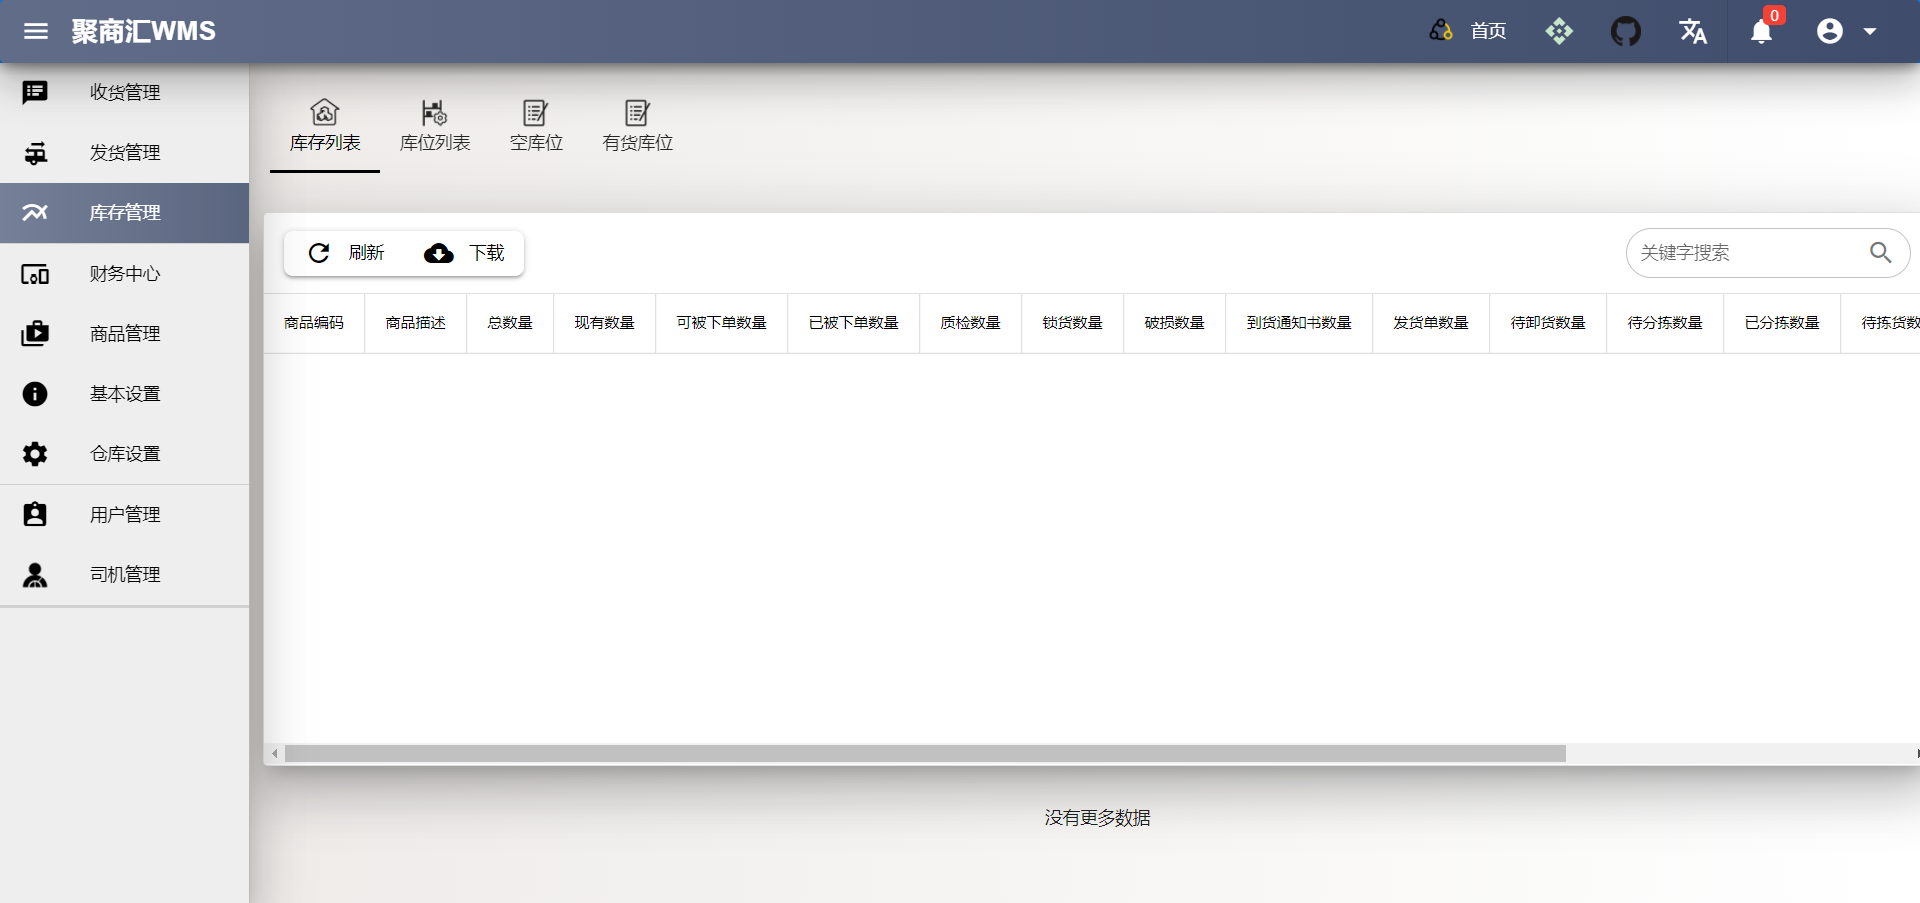 聚商汇WMS
首页
0
收货管理
发货管理
库存管理
财务中心
商品管理
基本设置
仓库设置
用户管理
司机管理
库存列表
库位列表
空库位
有货库位
刷新
下载
关键字搜索
商品编码 商品描述 总数量 现有数量 可被下单数量 已被下单数量 质检数量 锁货数量 破损数量 到货通知书数量 发货单数量 待卸货数量 待分拣数量 已分拣数量 待拣货数
没有更多数据